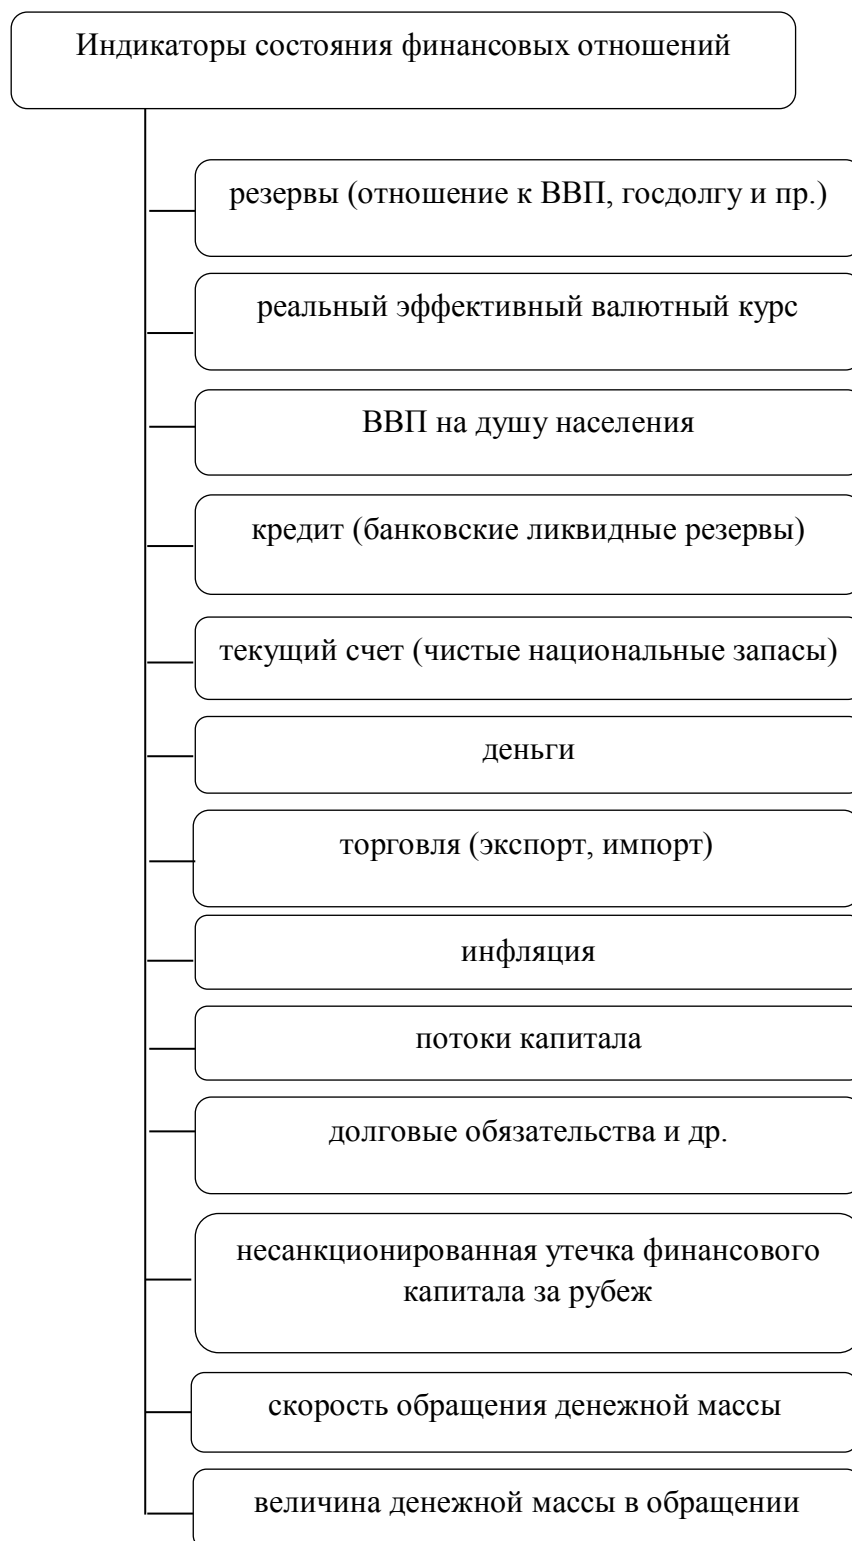 Индикаторы состояния финансовых отношений
резервы (отношение к ВВП, госдолгу и пр.)
реальный эффективный валютный курс
ВВП на душу населения
кредит (банковские ликвидные резервы)
текущий счет (чистые национальные запасы)
деньги
торговля (экспорт, импорт)
инфляция
потоки капитала
долговые обязательства и др.
несанкционированная утечка финансового
капитала за рубеж
скорость обращения денежной массы
величина денежной массы в обращении